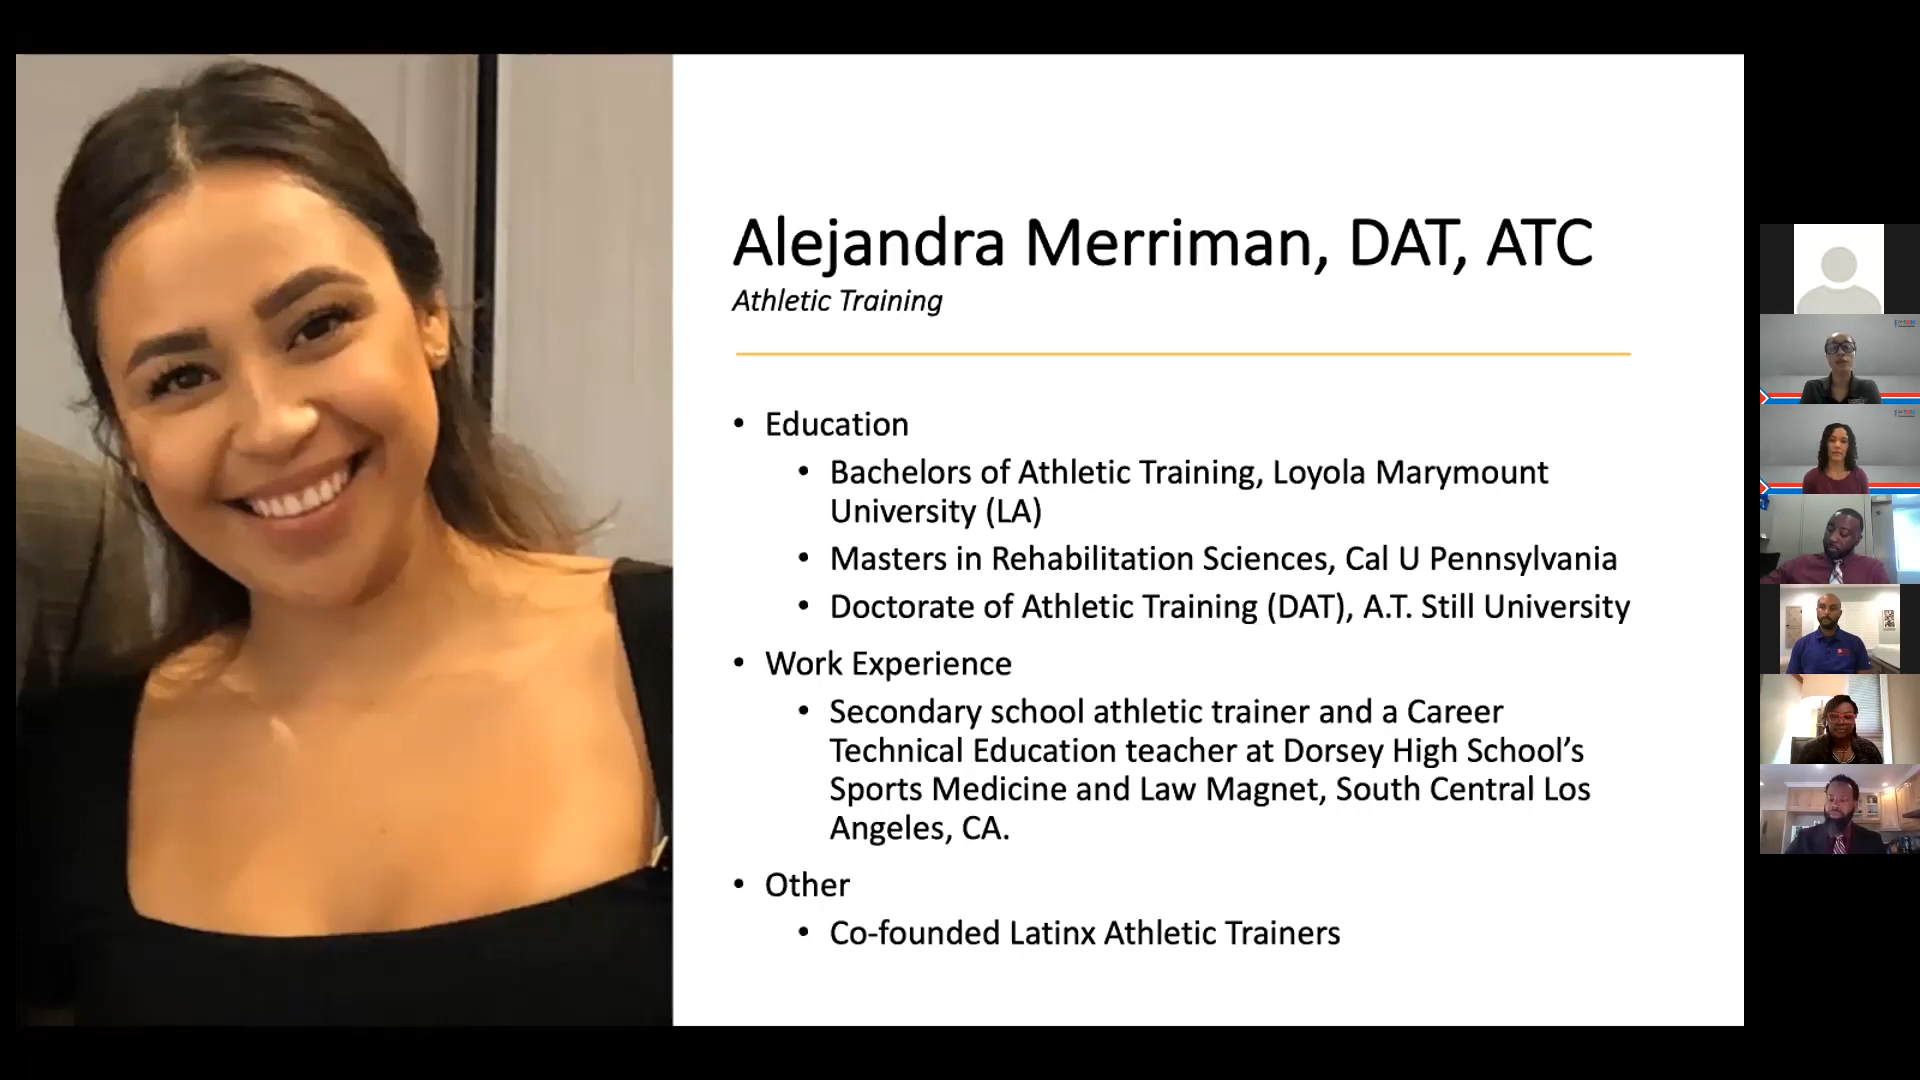 Alejandra Merriman, DAT, ATC
Athletic Training
• Education
• Bachelors of Athletic Training, Loyola Marymount
University (LA)
• Masters in Rehabilitation Sciences, Cal U Pennsylvania
• Doctorate of Athletic Training (DAT), A.T. Still University
• Work Experience
• Secondary school athletic trainer and a Career
Technical Education teacher at Dorsey High School’s
Sports Medicine and Law Magnet, South Central Los
Angeles, CA.
• Other
• Co-founded Latinx Athletic Trainers